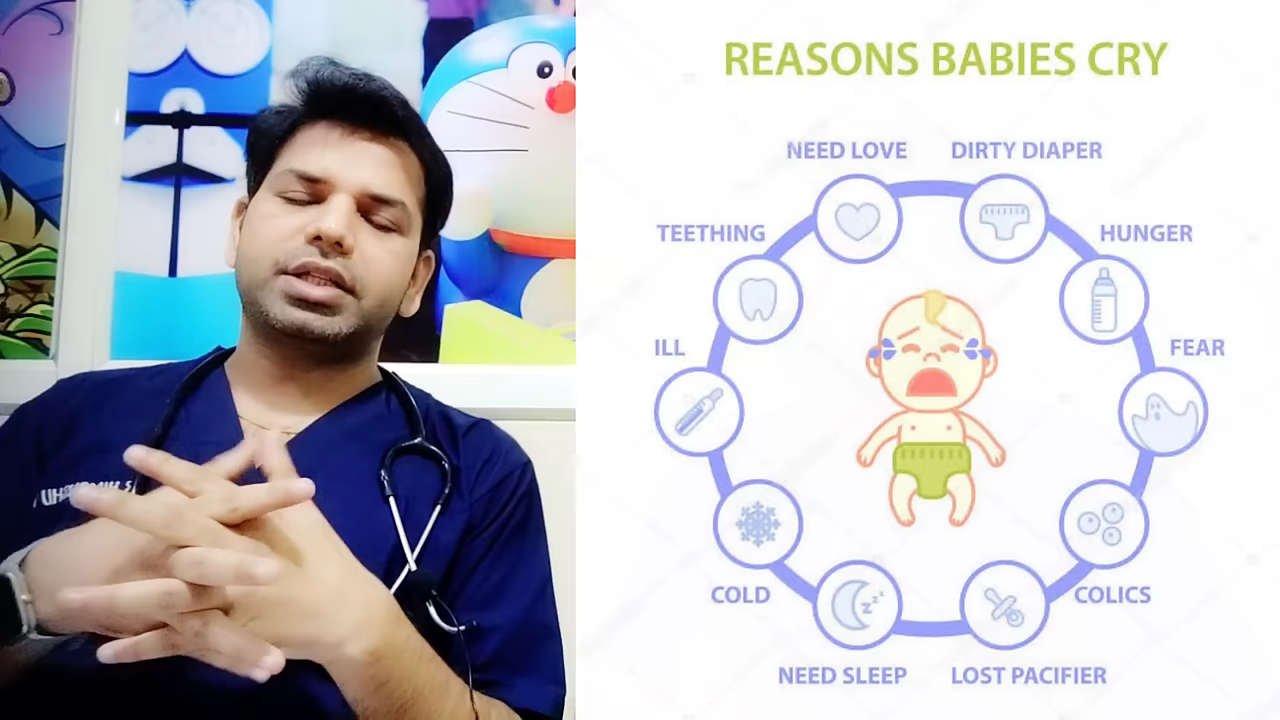 REASONS BABIES CRY
NEED LOVE
DIRTY DIAPER
TEETHING
HUNGER
ILL
FEAR
COLD
COLICS
NEED SLEEP
LOST PACIFIER